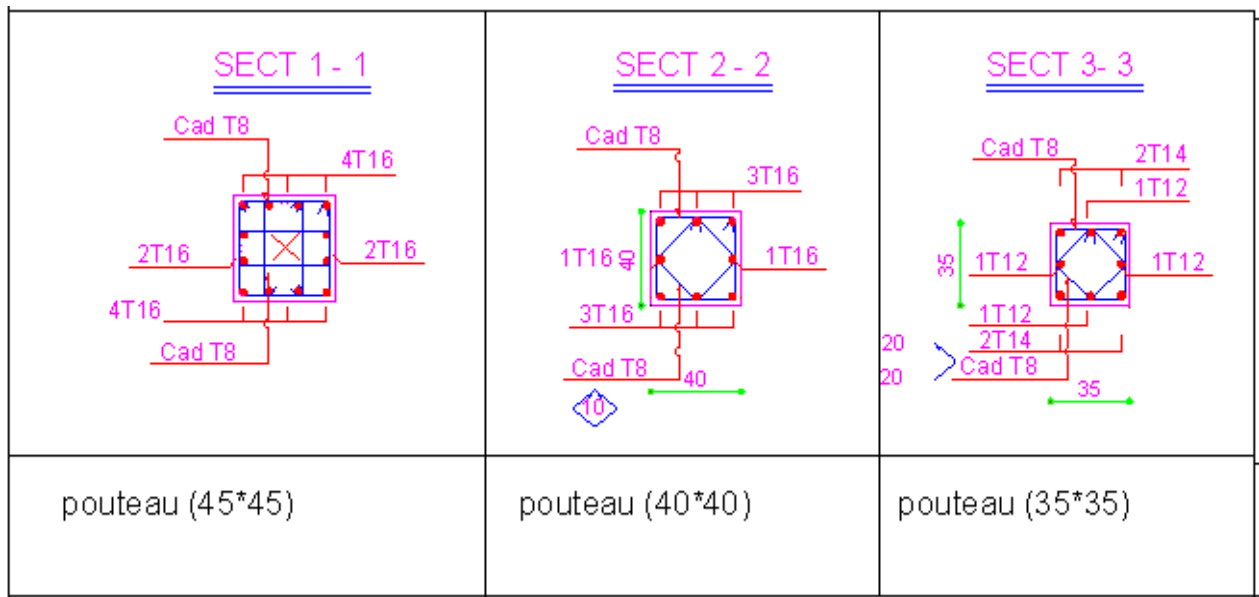 SECT 1 - 1
Cad T8
4T16
2T16
2T16
4T16
Cad T8
pouteau (45*45)
SECT 2 - 2
Cad T8
3T16
1T16
40
1T16
3T16
Cad T8
40
10
pouteau (40*40)
SECT 3- 3
Cad T8
2T14
1T12
35
1T12
1T12
1T12
2T14
20
Cad T8
20
35
pouteau (35*35)